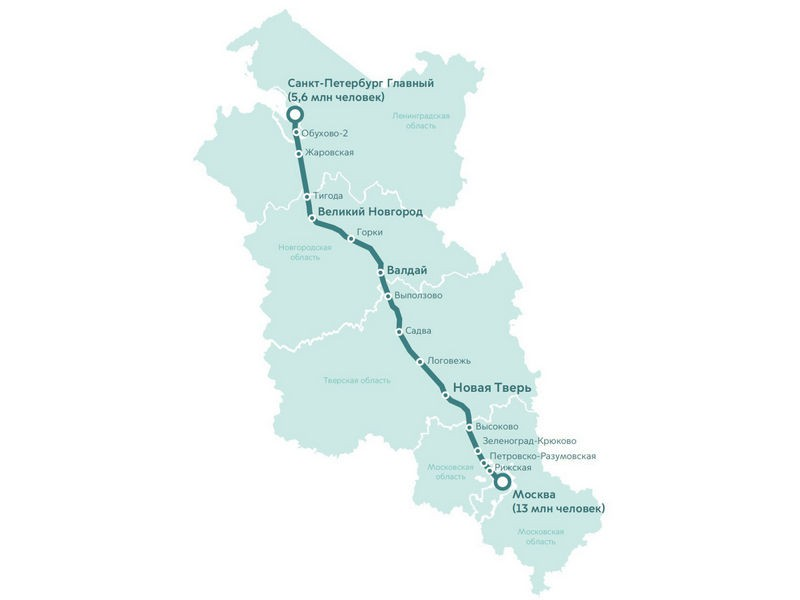 Санкт-Петербург Главный
(5,6 млн человек)
Ленинградская
область
Обухово-2
Жаровская
Тигода
Великий Новгород
Горки
Новгородская
область
Валдай
Выползово
Садва
Логовежь
Тверская область
Новая Тверь
Высоково
Зеленоград-Крюково
Петровско-Разумовская
Рижская
Московская
область
Москва
(13 млн человек)
Московская
область